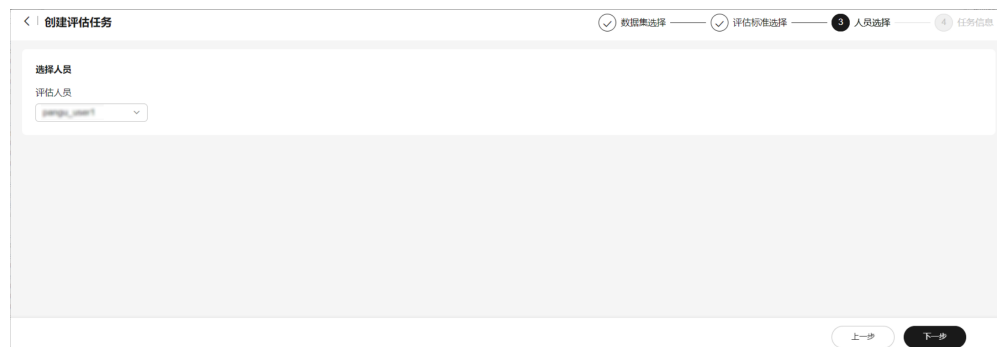 创建评估任务
数据集选择 评估标准选择 3 人员选择 4 任务信息
选择人员
评估人员
pangu_user1
上一步 下一步